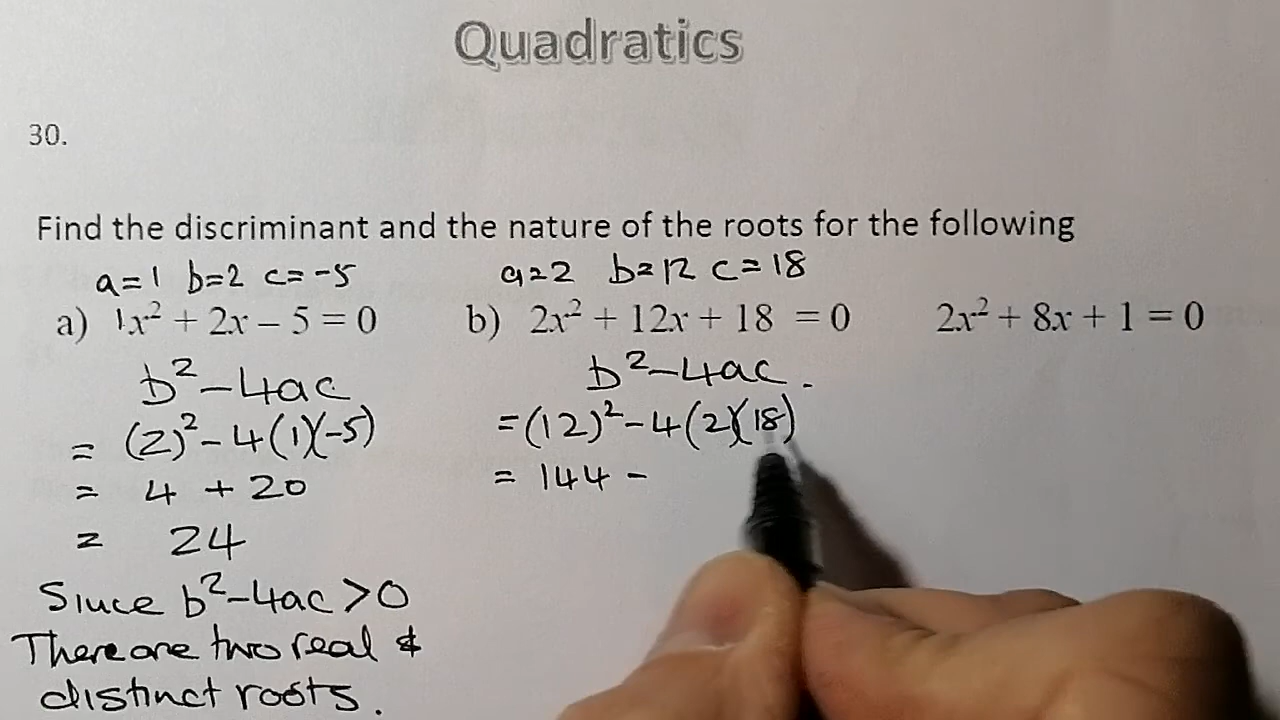 Quadratics
30.
Find the discriminant and the nature of the roots for the following
a=1 b=2 c=-5
a) 1x² + 2x – 5 = 0
b²-4ac
= (2)²-4(1)(-5)
= 4 + 20
= 24
Since b²-4ac>0
There are two real &
distinct roots.
a=2 b=12 c=18
b) 2x² + 12x + 18 = 0
b²-4ac.
=(12)²-4(2)(18)
= 144 -
2x² + 8x + 1 = 0